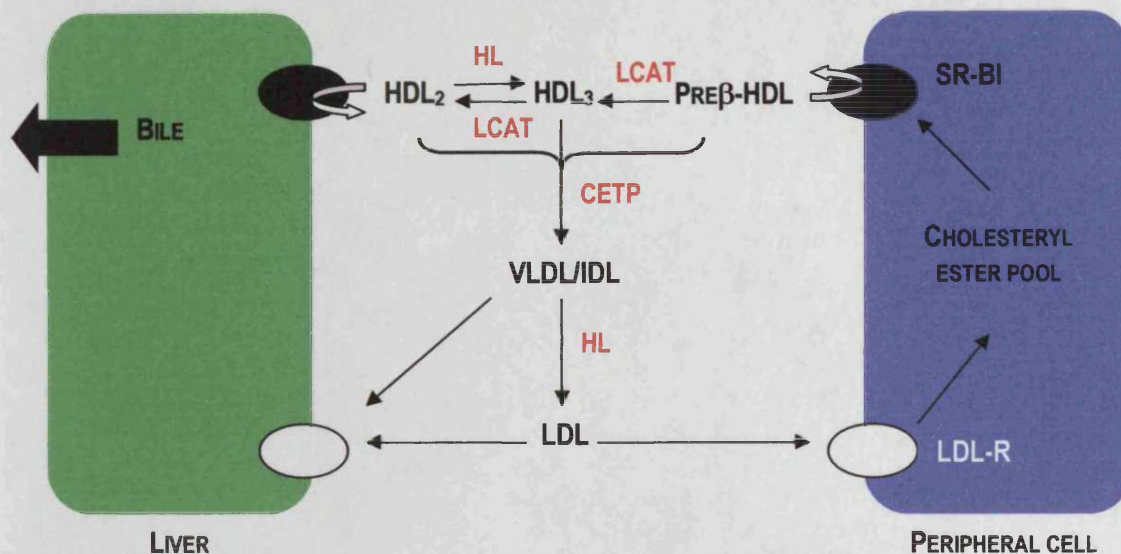 HL
LCAT
SR-BI
HDL₂
HDL₃
PREβ-HDL
BILE
LCAT
CETP
CHOLESTERYL
ESTER POOL
VLDL/IDL
HL
LDL
LDL-R
LIVER
PERIPHERAL CELL